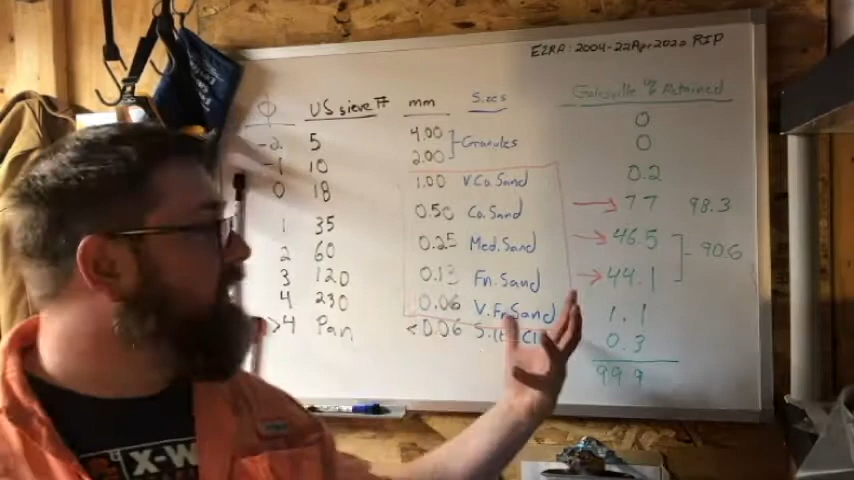 EZRA: 2004-22Apr2020 RIP
Φ US sieve # mm Sizes Galesville % Retained
-2 5 4.00 Granules 0
-1 10 2.00 0
0 18 1.00 V.Co.Sand 0.2
1 35 0.50 Co.Sand 77 98.3
2 60 0.25 Med.Sand 46.5 90.6
3 120 0.13 Fn.Sand 44.1
4 230 0.06 V.Fn Sand 1.1
>4 Pan <0.06 0.3
99.9
X-W